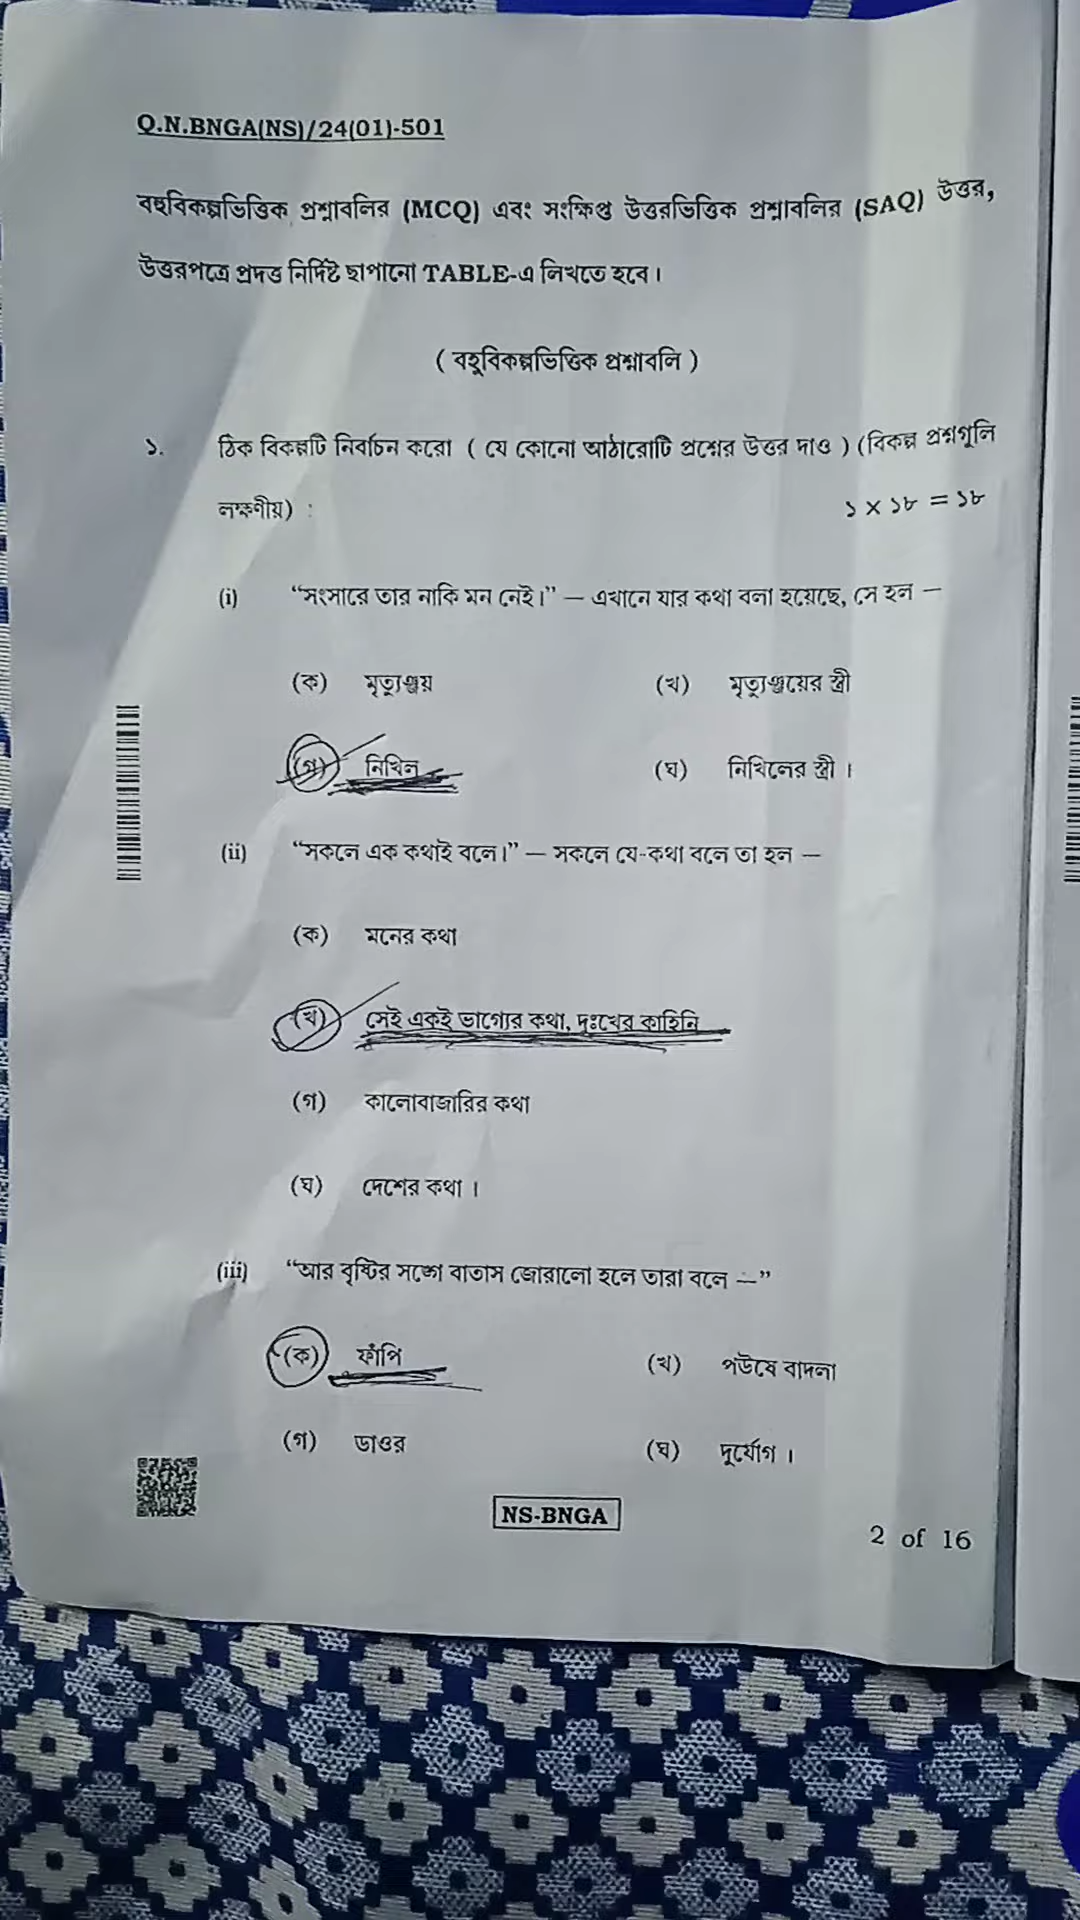 Q.N.BNGA(NS)/24(01)-501
বহুবিকল্পভিত্তিক প্রশ্নাবলির (MCQ) এবং সংক্ষিপ্ত উত্তরভিত্তিক প্রশ্নাবলির (SAQ) উত্তর,
উত্তরপত্রে প্রদত্ত নির্দিষ্ট ছাপানো TABLE-এ লিখতে হবে।
( বহুবিকল্পভিত্তিক প্রশ্নাবলি )
১. ঠিক বিকল্পটি নির্বাচন করো ( যে কোনো আঠারোটি প্রশ্নের উত্তর দাও ) (বিকল্প প্রশ্নগুলি
লক্ষণীয়) : ১ × ১৮ = ১৮
(i) “সংসারে তার নাকি মন নেই।” — এখানে যার কথা বলা হয়েছে, সে হল —
(ক) মৃত্যুঞ্জয় (খ) মৃত্যুঞ্জয়ের স্ত্রী
(গ) নিখিল (ঘ) নিখিলের স্ত্রী ।
(ii) “সকলে এক কথাই বলে।” — সকলে যে-কথা বলে তা হল —
(ক) মনের কথা
(খ) সেই একই ভাগ্যের কথা, দুঃখের কাহিনি
(গ) কালোবাজারির কথা
(ঘ) দেশের কথা ।
(iii) “আর বৃষ্টির সঙ্গে বাতাস জোরালো হলে তারা বলে —”
(ক) ফাঁপি (খ) পউষে বাদলা
(গ) ডাওর (ঘ) দুর্যোগ ।
NS-BNGA
2 of 16